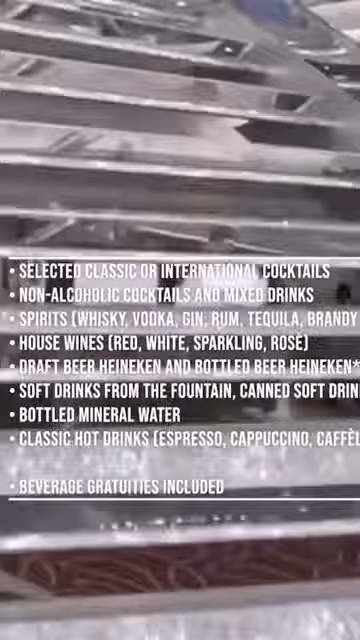 • SELECTED CLASSIC OR INTERNATIONAL COCKTAILS
• NON-ALCOHOLIC COCKTAILS AND MIXED DRINKS
• SPIRITS (WHISKY, VODKA, GIN, RUM, TEQUILA, BRANDY
• HOUSE WINES (RED, WHITE, SPARKLING, ROSÉ)
• DRAFT BEER HEINEKEN AND BOTTLED BEER HEINEKEN*
• SOFT DRINKS FROM THE FOUNTAIN, CANNED SOFT DRIN
• BOTTLED MINERAL WATER
• CLASSIC HOT DRINKS (ESPRESSO, CAPPUCCINO, CAFFÈL
• BEVERAGE GRATUITIES INCLUDED